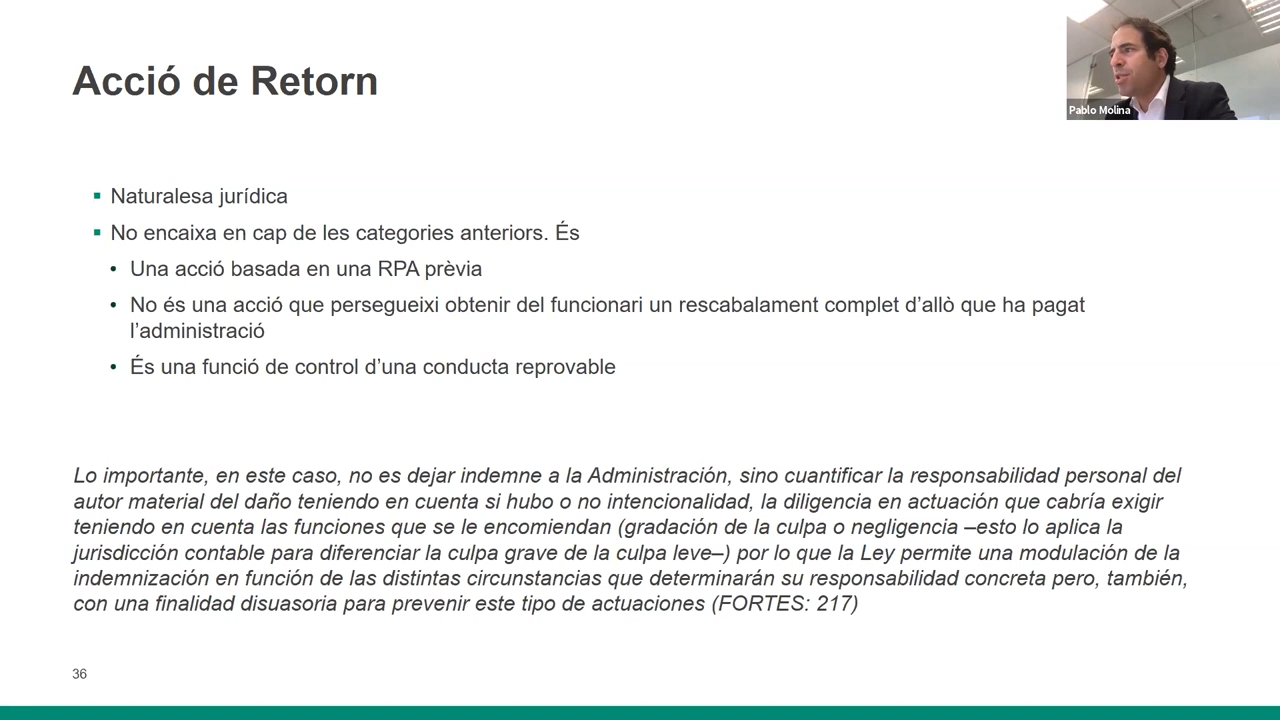 Acció de Retorn
Pablo Molina
Naturalesa jurídica
No encaixa en cap de les categories anteriors. És
Una acció basada en una RPA prèvia
No és una acció que persegueixi obtenir del funcionari un rescabalament complet d’allò que ha pagat
l’administració
És una funció de control d’una conducta reprovable
Lo importante, en este caso, no es dejar indemne a la Administración, sino cuantificar la responsabilidad personal del
autor material del daño teniendo en cuenta si hubo o no intencionalidad, la diligencia en actuación que cabría exigir
teniendo en cuenta las funciones que se le encomiendan (gradación de la culpa o negligencia –esto lo aplica la
jurisdicción contable para diferenciar la culpa grave de la culpa leve–) por lo que la Ley permite una modulación de la
indemnización en función de las distintas circunstancias que determinarán su responsabilidad concreta pero, también,
con una finalidad disuasoria para prevenir este tipo de actuaciones (FORTES: 217)
36